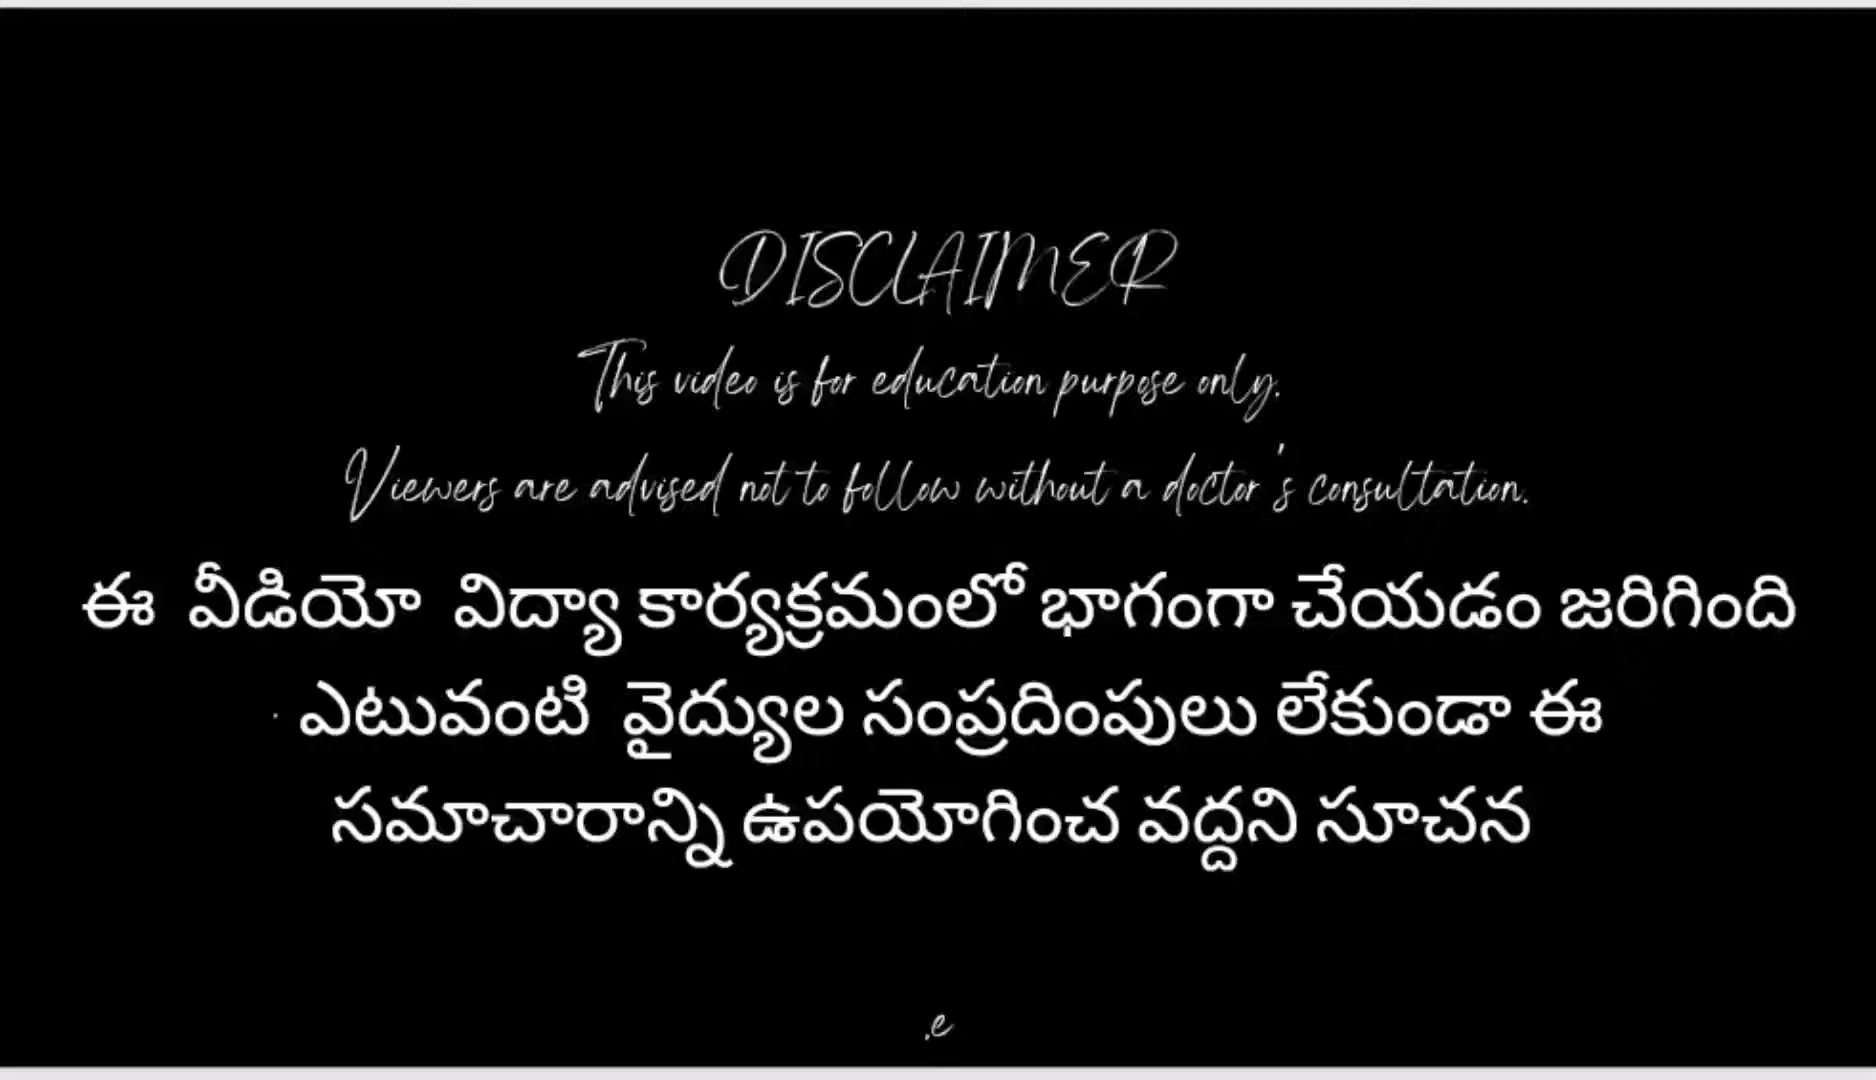 DISCLAIMER
This video is for education purpose only.
Viewers are advised not to follow without a doctor's consultation.
ఈ వీడియో విద్యా కార్యక్రమంలో భాగంగా చేయడం జరిగింది
. ఎటువంటి వైద్యుల సంప్రదింపులు లేకుండా ఈ
సమాచారాన్ని ఉపయోగించ వద్దని సూచన
.e